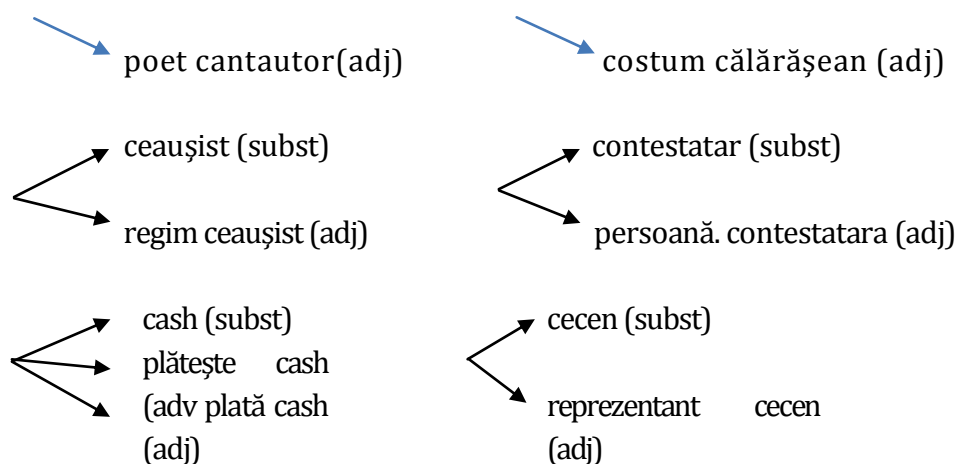 poet cantautor(adj)
costum călărășean (adj)
ceaușist (subst)
contestatar (subst)
regim ceaușist (adj)
persoană. contestatara (adj)
cash (subst)
plătește cash
(adv plată cash
(adj)
cecen (subst)
reprezentant cecen
(adj)